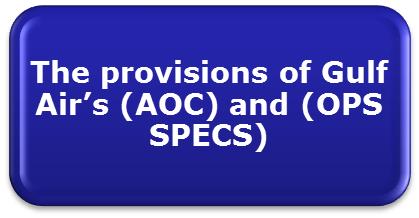 The provisions of Gulf
Air’s (AOC) and (OPS
SPECS)